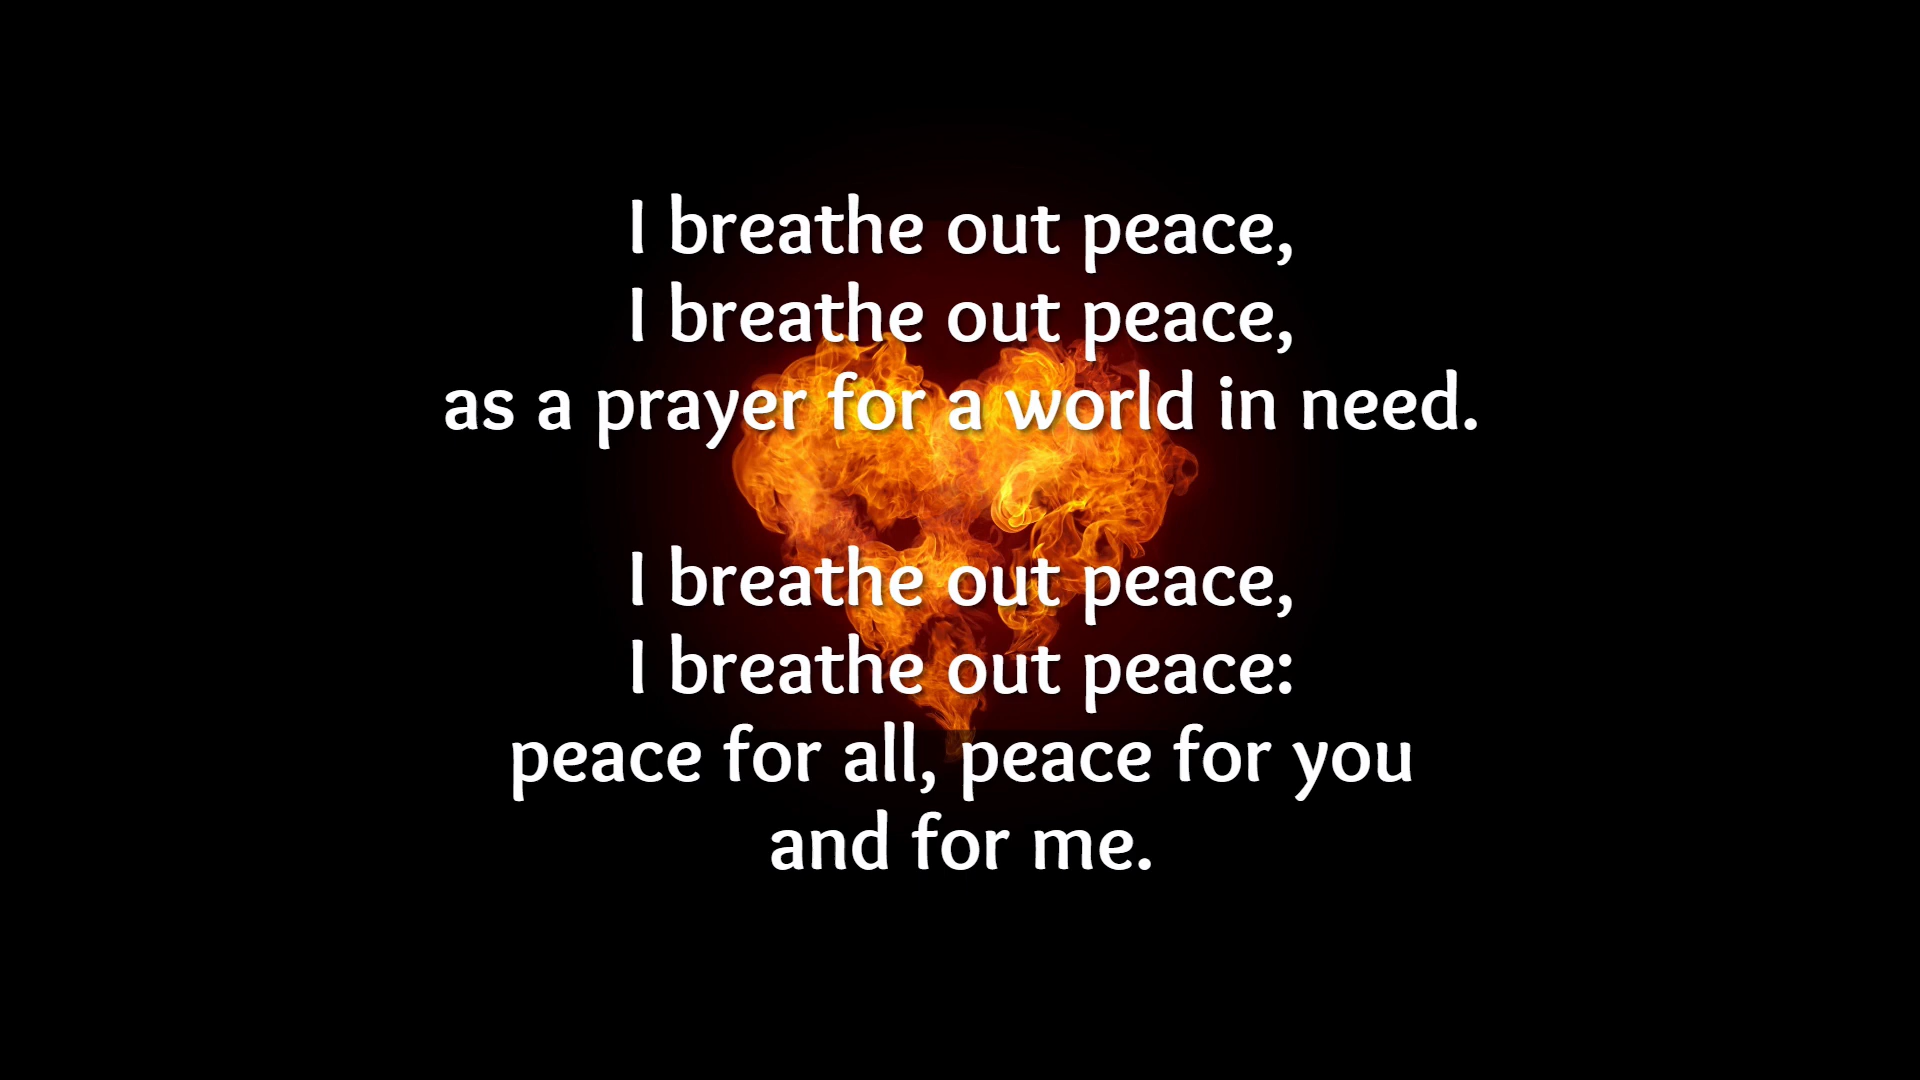 I breathe out peace,
I breathe out peace,
as a prayer for a world in need.
I breathe out peace,
I breathe out peace:
peace for all, peace for you
and for me.